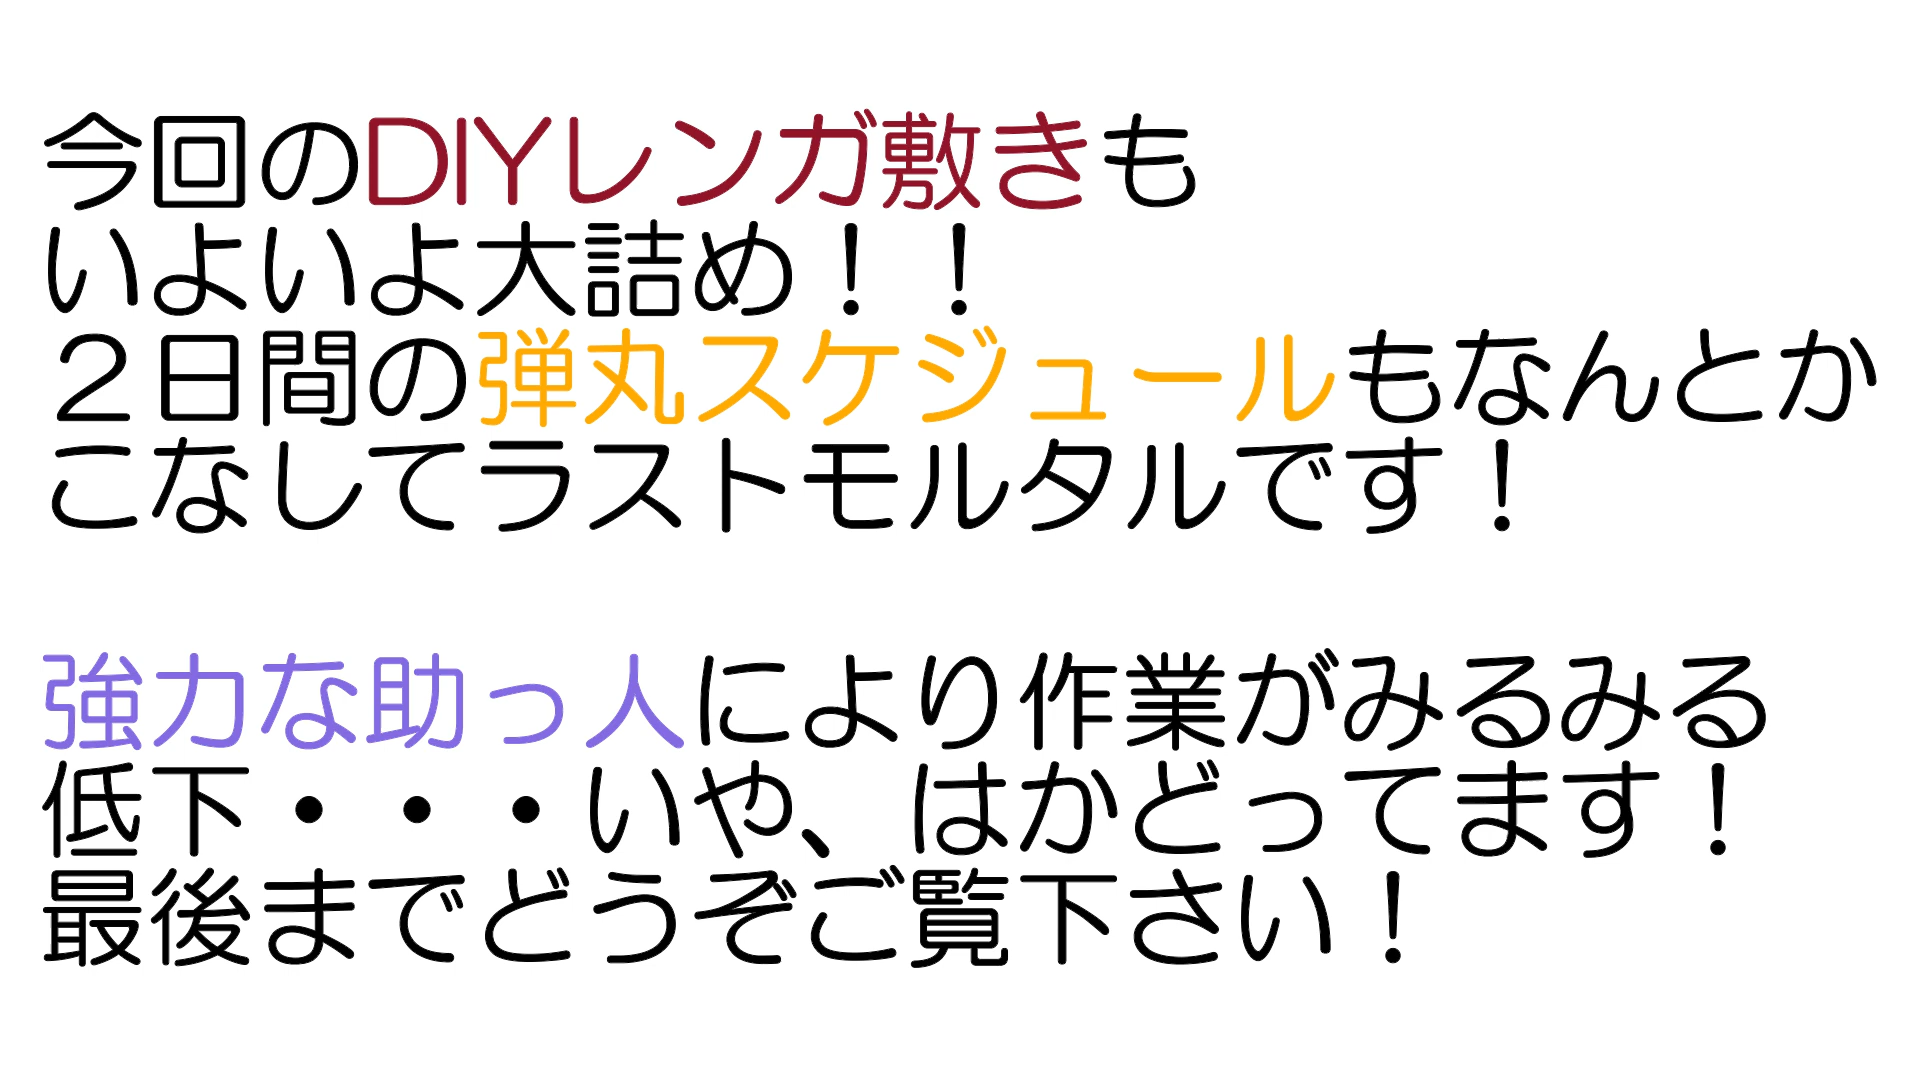 今回のDIYレンガ敷きも
いよいよ大詰め！！
２日間の弾丸スケジュールもなんとか
こなしてラストモルタルです！
強力な助っ人により作業がみるみる
低下・・・いや、はかどってます！
最後までどうぞご覧下さい！